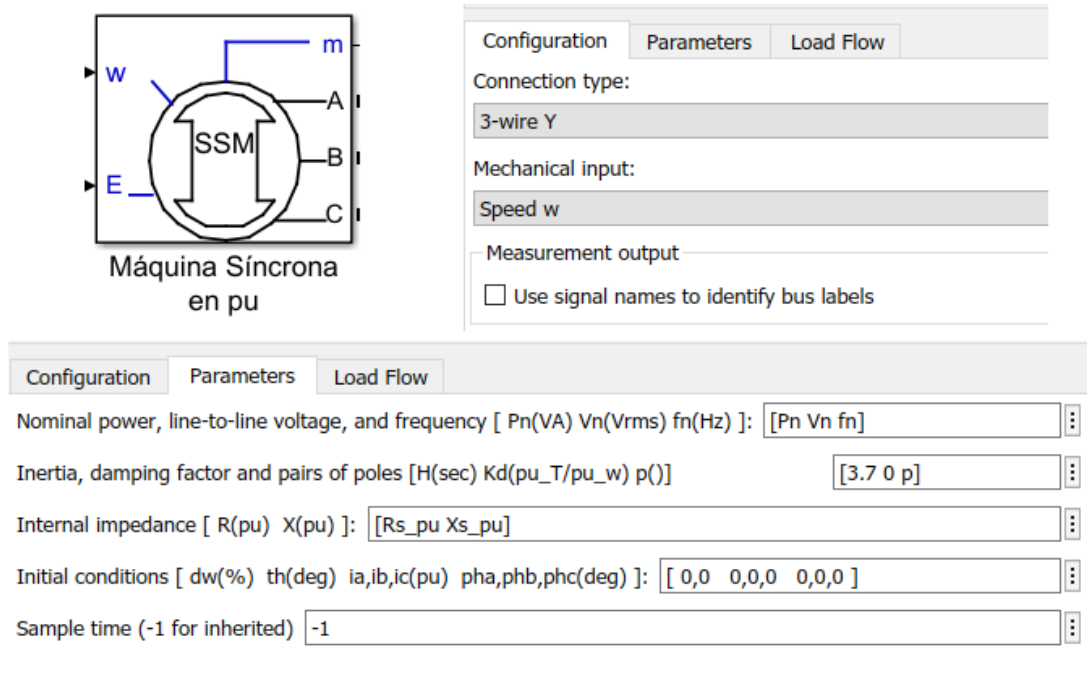 m
w
A
SSM
B
E
C
Máquina Síncrona
en pu
Configuration Parameters Load Flow
Connection type:
3-wire Y
Mechanical input:
Speed w
Measurement output
Use signal names to identify bus labels
Configuration Parameters Load Flow
Nominal power, line-to-line voltage, and frequency [ Pn(VA) Vn(Vrms) fn(Hz) ]: [Pn Vn fn]
Inertia, damping factor and pairs of poles [H(sec) Kd(pu_T/pu_w) p()] [3.7 0 p]
Internal impedance [ R(pu) X(pu) ]: [Rs_pu Xs_pu]
Initial conditions [ dw(%) th(deg) ia,ib,ic(pu) pha,phb,phc(deg) ]: [ 0,0 0,0,0 0,0,0 ]
Sample time (-1 for inherited) -1